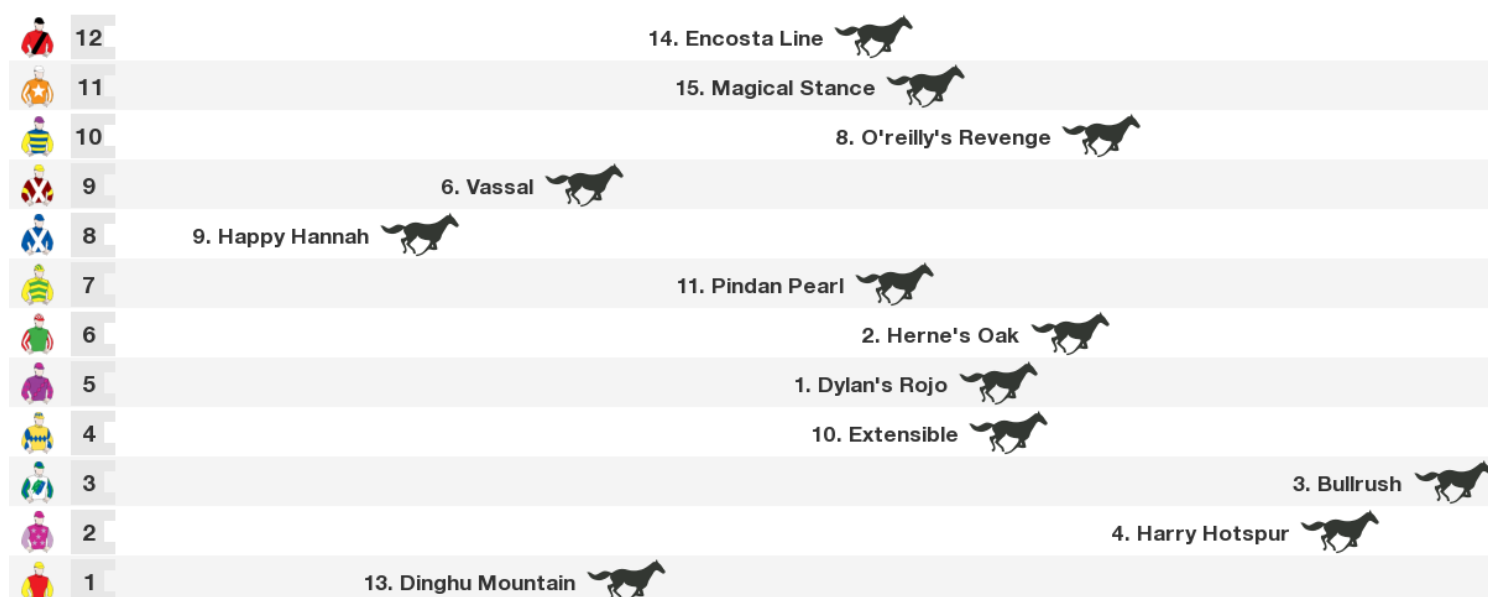 12 14. Encosta Line
11 15. Magical Stance
10 8. O'reilly's Revenge
9 6. Vassal
8 9. Happy Hannah
7 11. Pindan Pearl
6 2. Herne's Oak
5 1. Dylan's Rojo
4 10. Extensible
3 3. Bullrush
2 4. Harry Hotspur
1 13. Dinghu Mountain